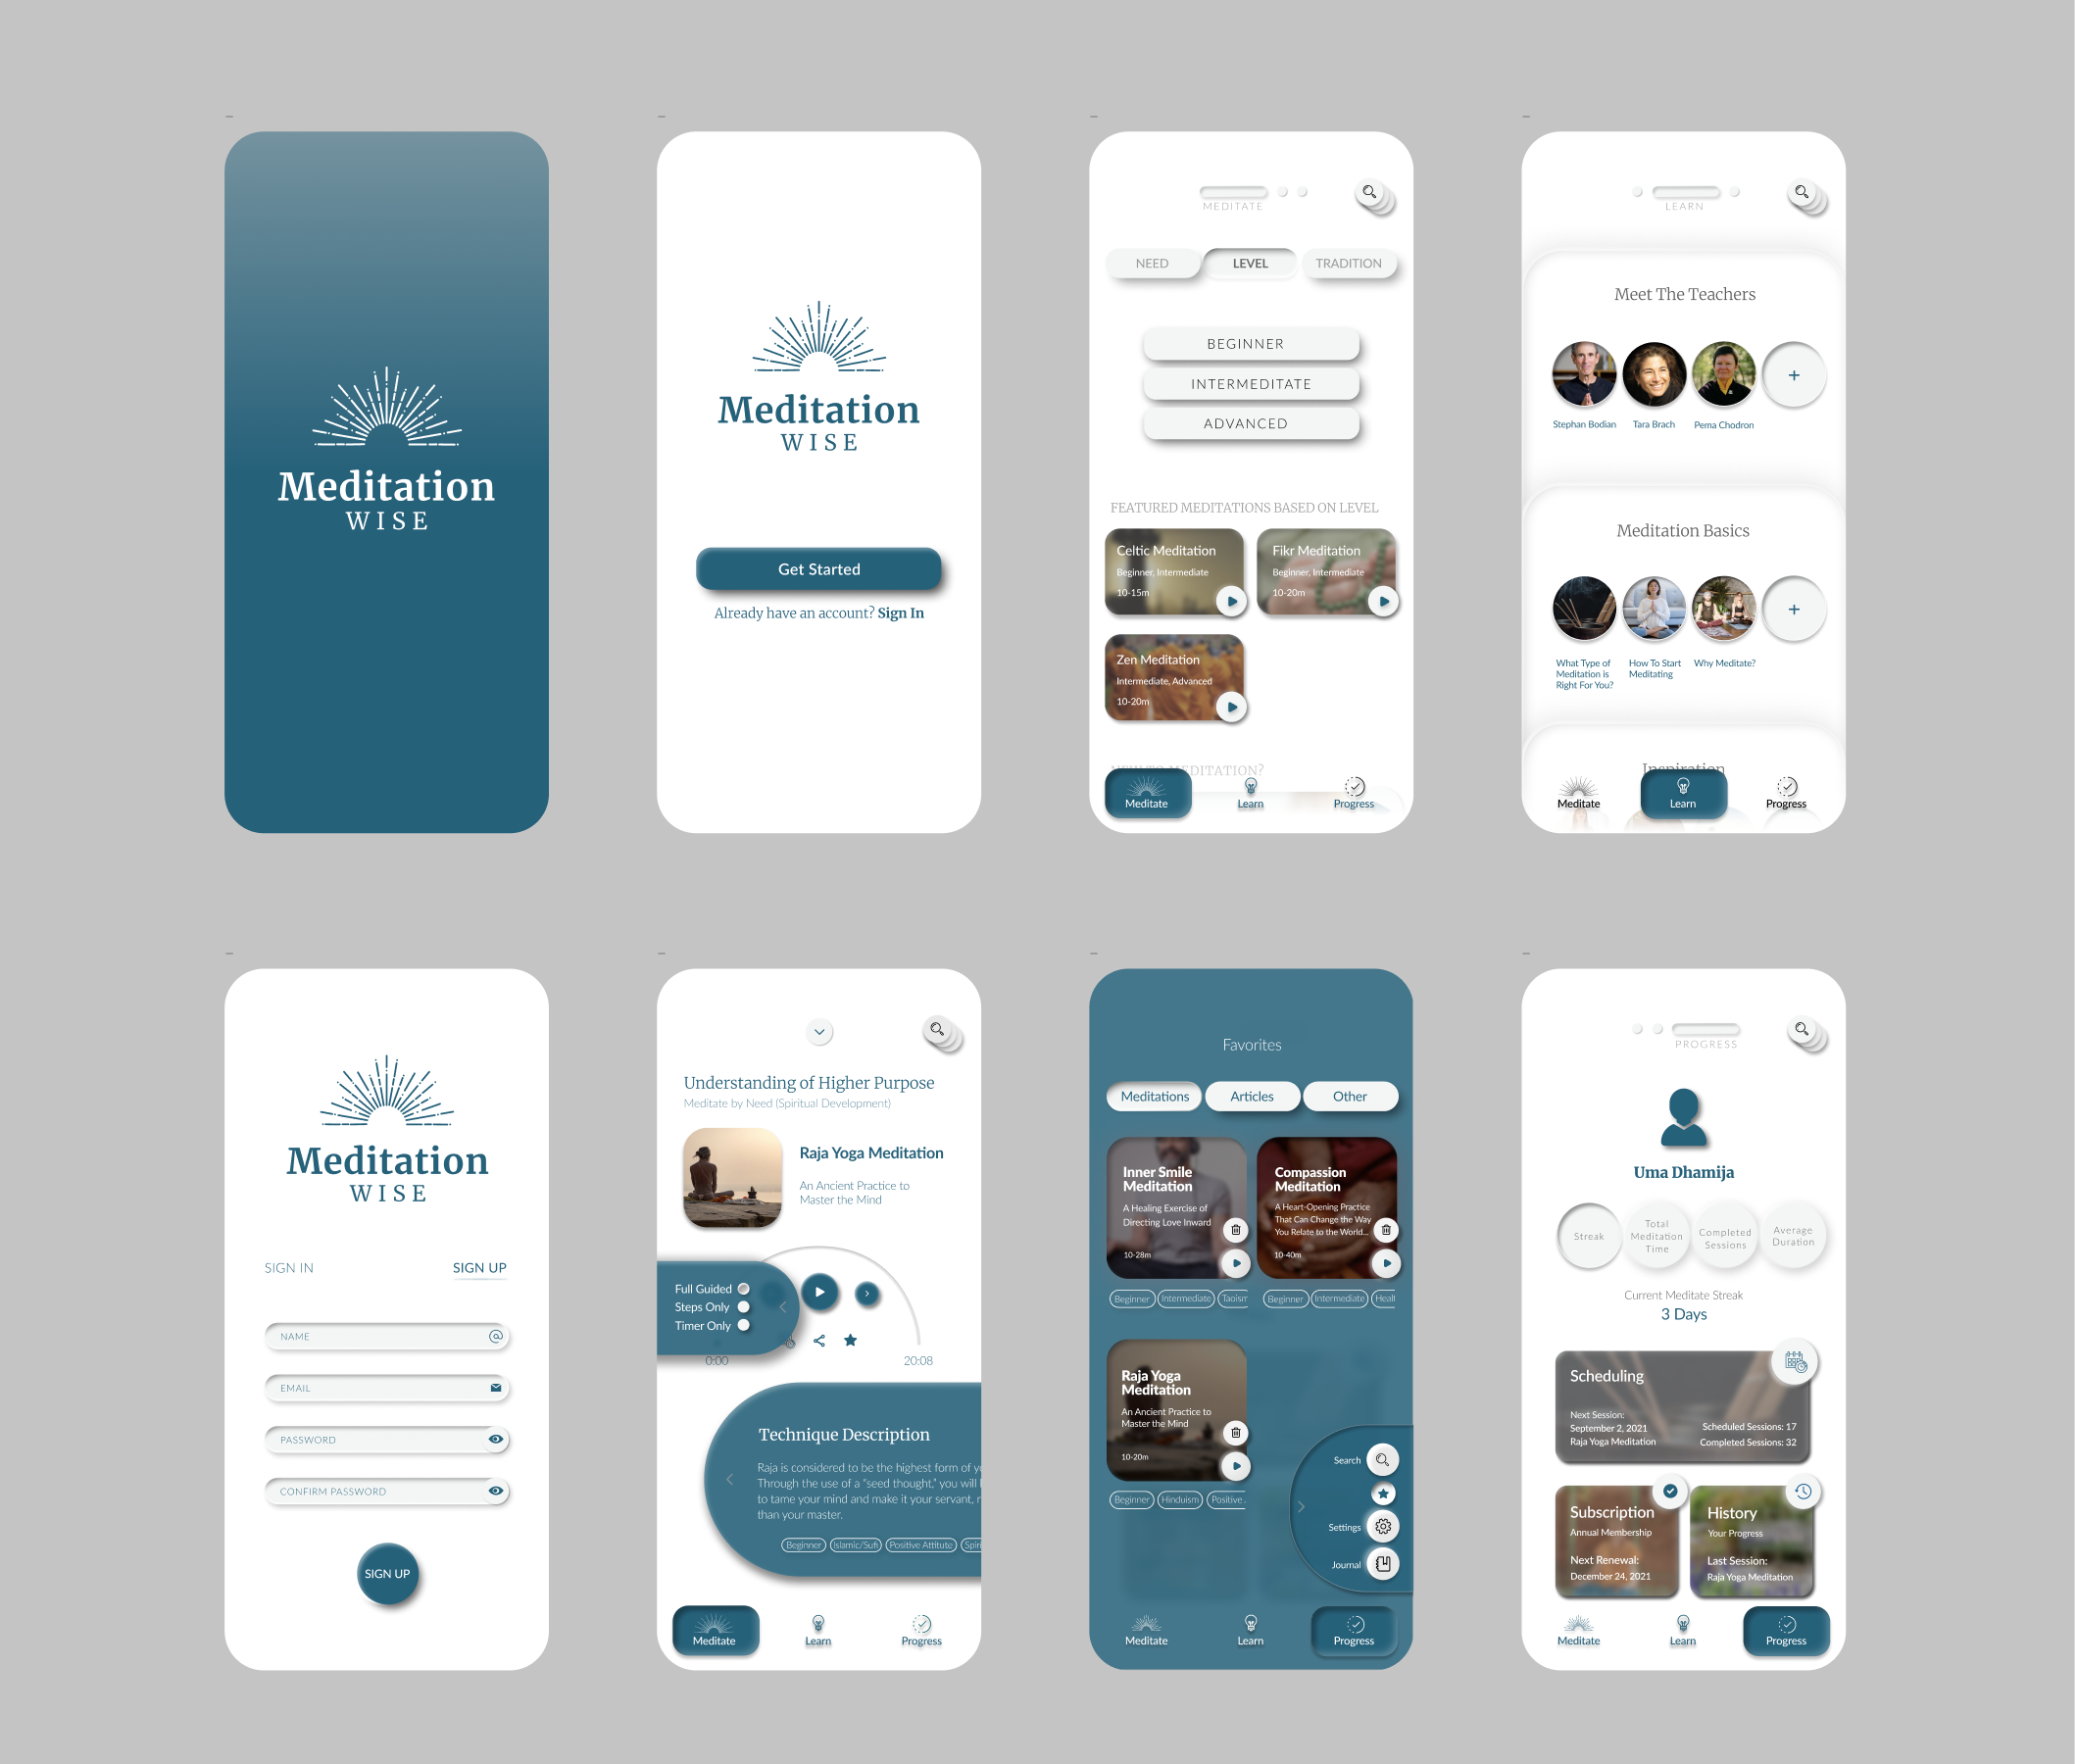 Meditation
WISE
Meditation
WISE
Get Started
Already have an account? Sign In
MEDITATE
NEED
LEVEL
TRADITION
BEGINNER
INTERMEDITATE
ADVANCED
FEATURED MEDITATIONS BASED ON LEVEL
Celtic Meditation
Beginner, Intermediate
10-15m
Fikr Meditation
Beginner, Intermediate
10-20m
Zen Meditation
Intermediate, Advanced
10-20m
NEW TO MEDITATION?
Meditate
Learn
Progress
LEARN
Meet The Teachers
Stephan Bodian
Tara Brach
Pema Chodron
Meditation Basics
What Type of
Meditation is
Right For You?
How To Start
Meditating
Why Meditate?
Inspiration
Meditate
Learn
Progress
Meditation
WISE
SIGN IN
SIGN UP
NAME
EMAIL
PASSWORD
CONFIRM PASSWORD
SIGN UP
Understanding of Higher Purpose
Meditate by Need (Spiritual Development)
Raja Yoga Meditation
An Ancient Practice to
Master the Mind
Full Guided
Steps Only
Timer Only
0:00
20:08
Technique Description
Raja is considered to be the highest form of
Through the use of a "seed thought," you will
to tame your mind and make it your servant,
than your master.
Beginner
Islamic/Sufi
Positive Attitute
Spiri
Meditate
Learn
Progress
Favorites
Meditations
Articles
Other
Inner Smile
Meditation
A Healing Exercise of
Directing Love Inward
10-28m
Beginner
Intermediate
Taoism
Compassion
Meditation
A Heart-Opening Practice
That Can Change the Way
You Relate to the World...
10-40m
Beginner
Intermediate
Healt
Raja Yoga
Meditation
An Ancient Practice to
Master the Mind
10-20m
Beginner
Hinduism
Positive
Search
Settings
Journal
Meditate
Learn
Progress
PROGRESS
Uma Dhamija
Streak
Total
Meditation
Time
Completed
Sessions
Average
Duration
Current Meditate Streak
3 Days
Scheduling
Next Session:
September 2, 2021
Raja Yoga Meditation
Scheduled Sessions: 17
Completed Sessions: 32
Subscription
Annual Membership
Next Renewal:
December 24, 2021
History
Your Progress
Last Session:
Raja Yoga Meditation
Meditate
Learn
Progress